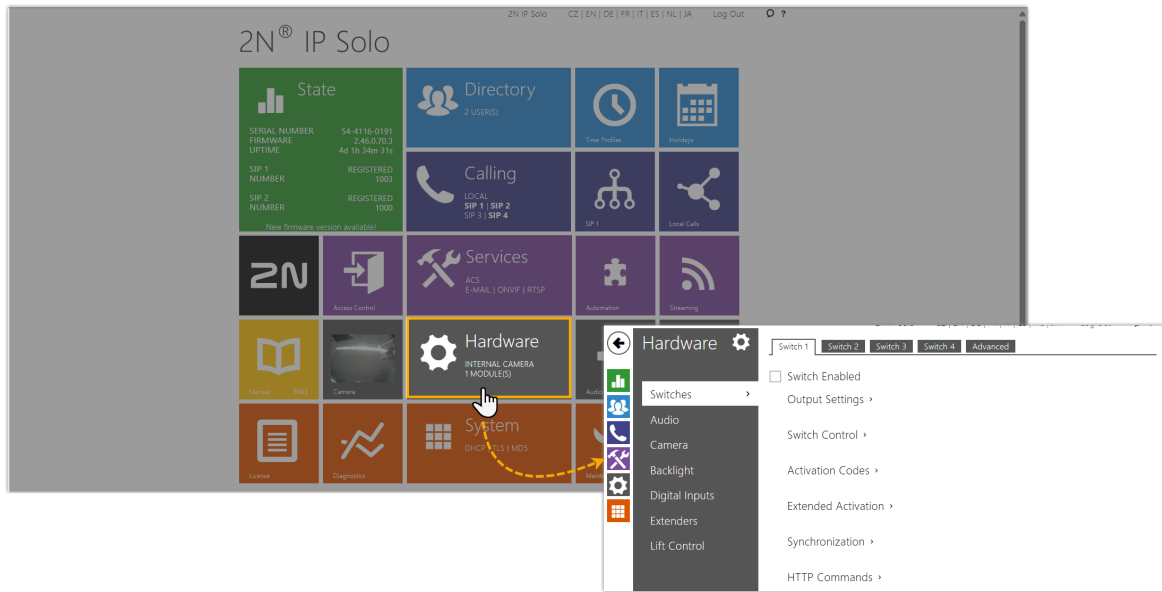 2N IP Solo CZ | EN | DE | FR | IT | ES | NL | JA Log Out ?
2N® IP Solo
State
SERIAL NUMBER 54-4116-0191
FIRMWARE 2.46.0.70.3
UPTIME 4d 1h 34m 31s
SIP 1 REGISTERED
NUMBER 1003
SIP 2 REGISTERED
NUMBER 1000
New firmware version available!
Directory
2 USER(S)
Time Profiles
Holidays
Calling
LOCAL
SIP 1 | SIP 2
SIP 3 | SIP 4
SIP 1
Local Calls
2N
Access Control
Services
ACS
E-MAIL | ONVIF | RTSP
Automation
Streaming
Manual FAQ
Camera
Hardware
INTERNAL CAMERA
1 MODULE(S)
Audio
License
Diagnostics
System
DHCP | TLS | MD5
Hardware
Switches
Audio
Camera
Backlight
Digital Inputs
Extenders
Lift Control
Switch 1 Switch 2 Switch 3 Switch 4 Advanced
Switch Enabled
Output Settings ›
Switch Control ›
Activation Codes ›
Extended Activation ›
Synchronization ›
HTTP Commands ›